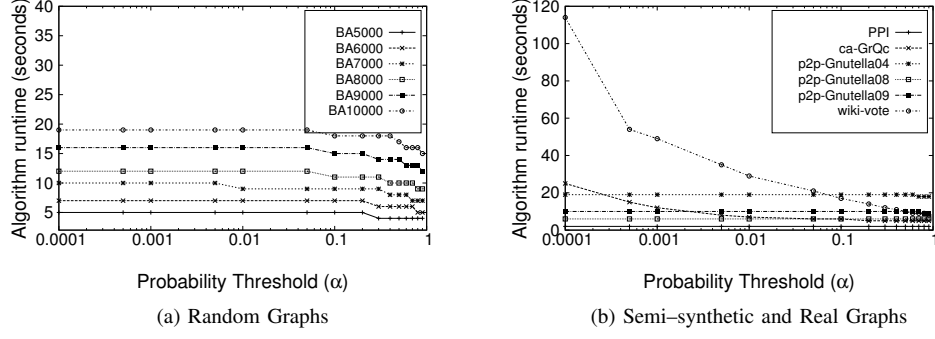 40
35
30
25
20
15
10
5
0.0001
0.001
0.01
0.1
1
Algorithm runtime (seconds)
BA5000
BA6000
BA7000
BA8000
BA9000
BA10000
Probability Threshold (α)
(a) Random Graphs
120
100
80
60
40
20
0
0.0001
0.001
0.01
0.1
1
Algorithm runtime (seconds)
PPI
ca-GrQc
p2p-Gnutella04
p2p-Gnutella08
p2p-Gnutella09
wiki-vote
Probability Threshold (α)
(b) Semi–synthetic and Real Graphs